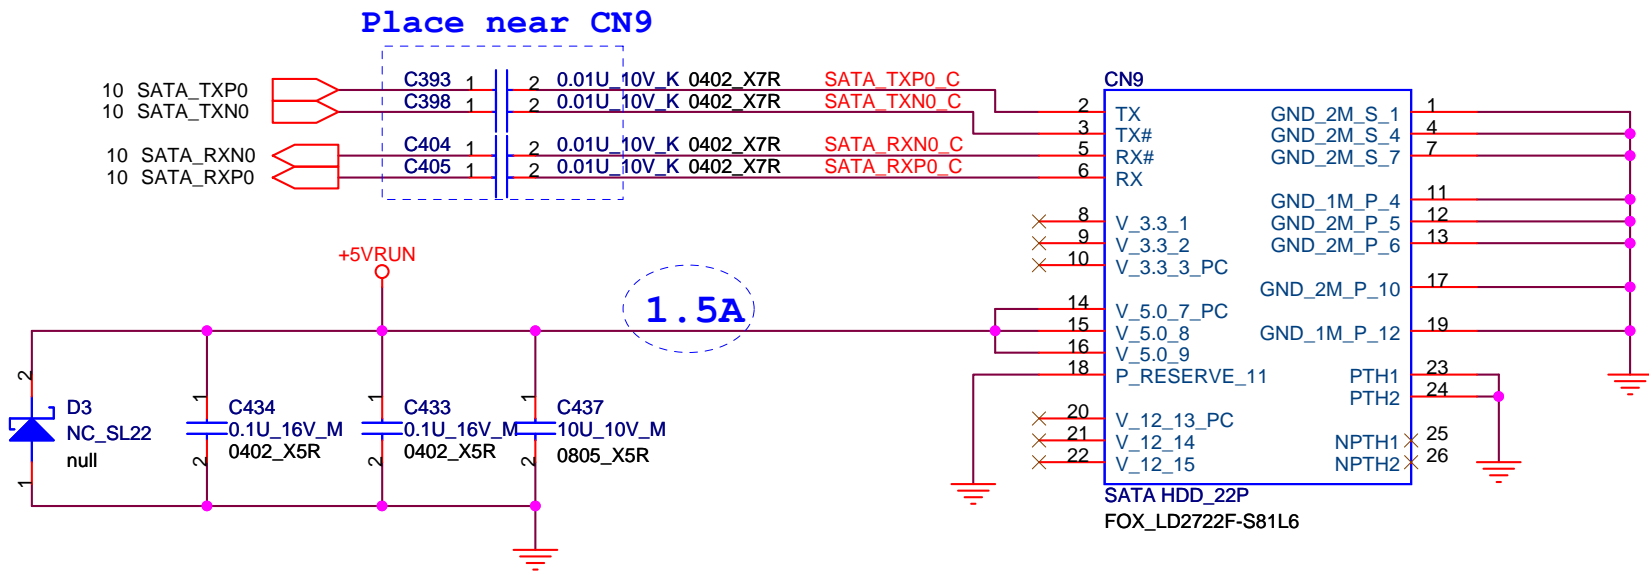 Place near CN9
10 SATA_TXP0 C393 1 2 0.01U_10V_K 0402_X7R SATA_TXP0_C
10 SATA_TXN0 C398 1 2 0.01U_10V_K 0402_X7R SATA_TXN0_C
10 SATA_RXN0 C404 1 2 0.01U_10V_K 0402_X7R SATA_RXN0_C
10 SATA_RXP0 C405 1 2 0.01U_10V_K 0402_X7R SATA_RXP0_C
CN9
2 TX GND_2M_S_1 1
3 TX# GND_2M_S_4 4
5 RX# GND_2M_S_7 7
6 RX
GND_1M_P_4 11
8 V_3.3_1 GND_2M_P_5 12
9 V_3.3_2 GND_2M_P_6 13
10 V_3.3_3_PC
GND_2M_P_10 17
14 V_5.0_7_PC
15 V_5.0_8 GND_1M_P_12 19
16 V_5.0_9
18 P_RESERVE_11 PTH1 23
PTH2 24
20 V_12_13_PC
21 V_12_14 NPTH1 25
22 V_12_15 NPTH2 26
SATA HDD_22P
FOX_LD2722F-S81L6
+5VRUN
1.5A
2 1 1 1
D3 C434 C433 C437
NC_SL22 0.1U_16V_M 0.1U_16V_M 10U_10V_M
null 0402_X5R 0402_X5R 0805_X5R
1 2 2 2